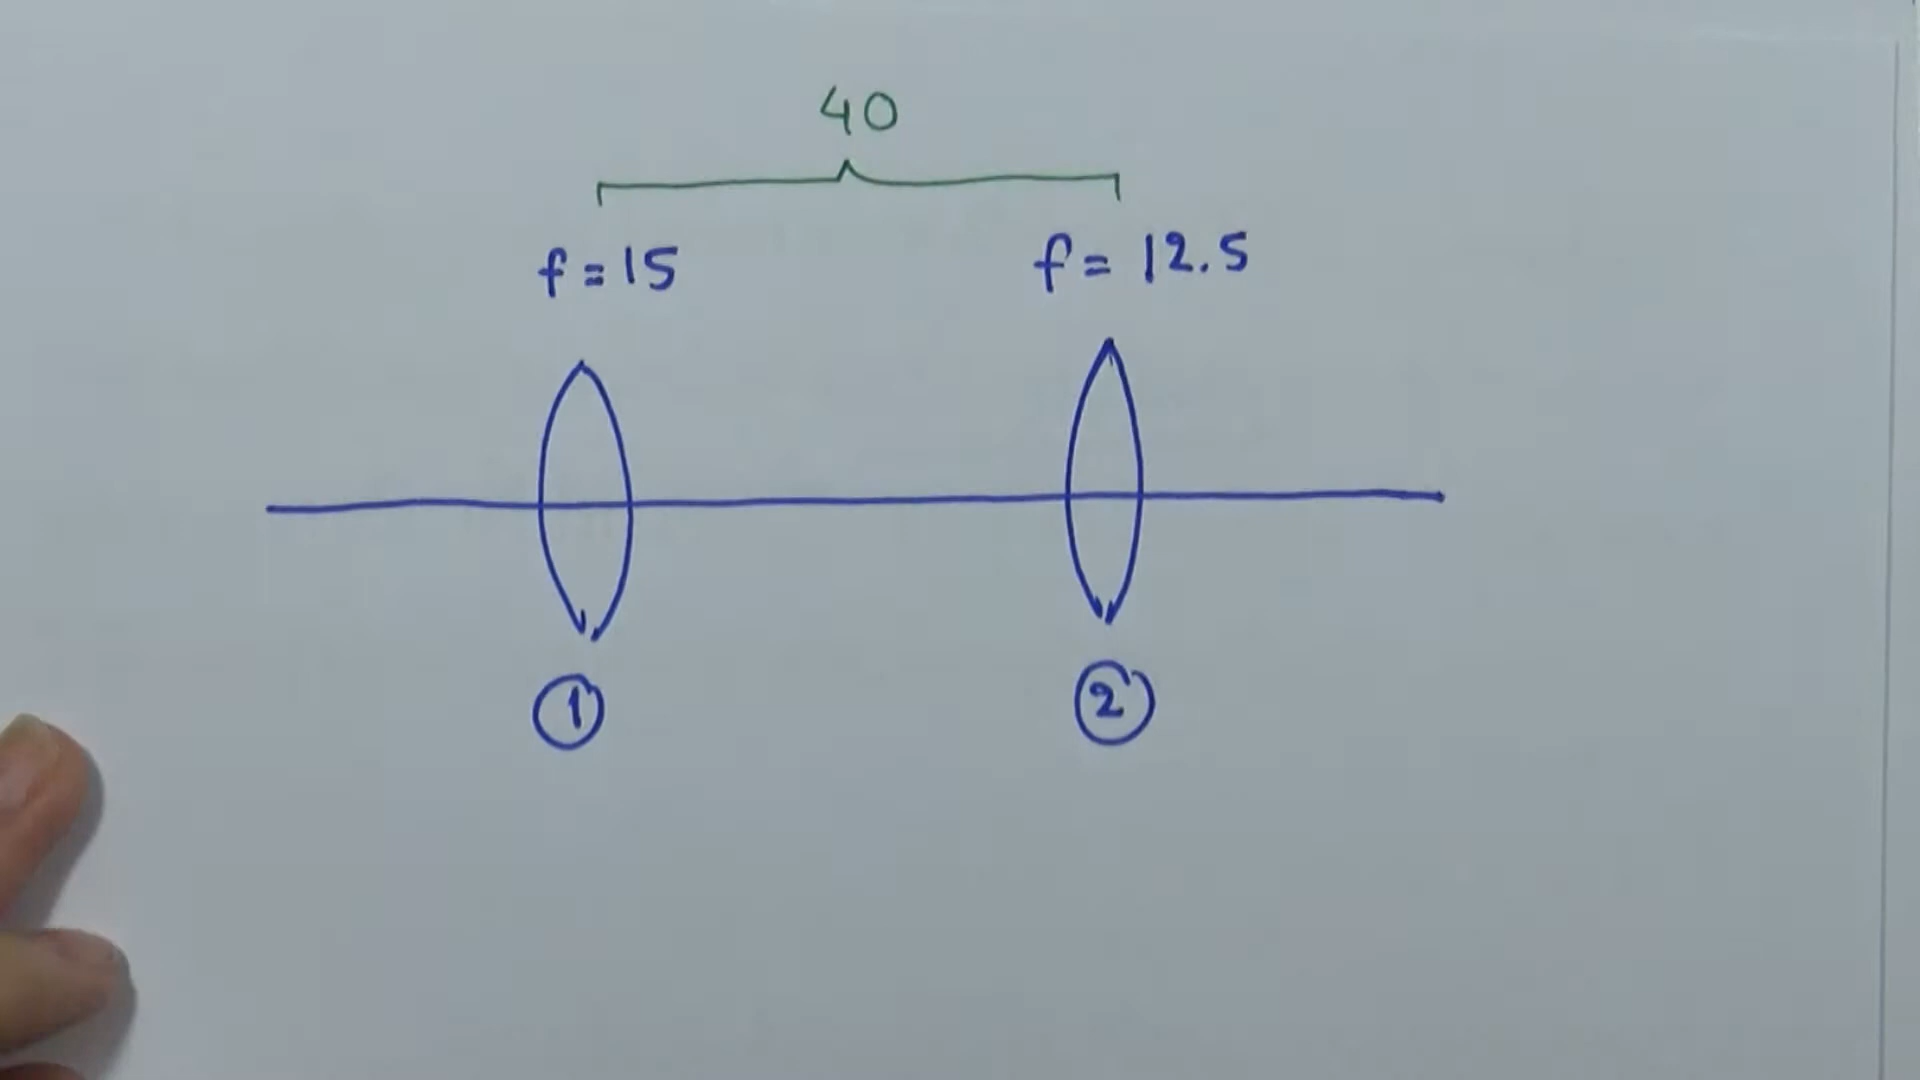 40
f = 15
f = 12.5
1
2